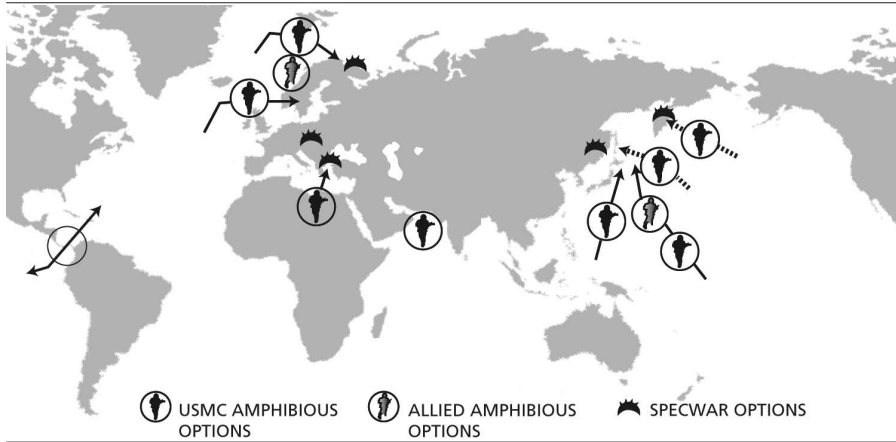 USMC AMPHIBIOUS
OPTIONS
ALLIED AMPHIBIOUS
OPTIONS
SPECWAR OPTIONS